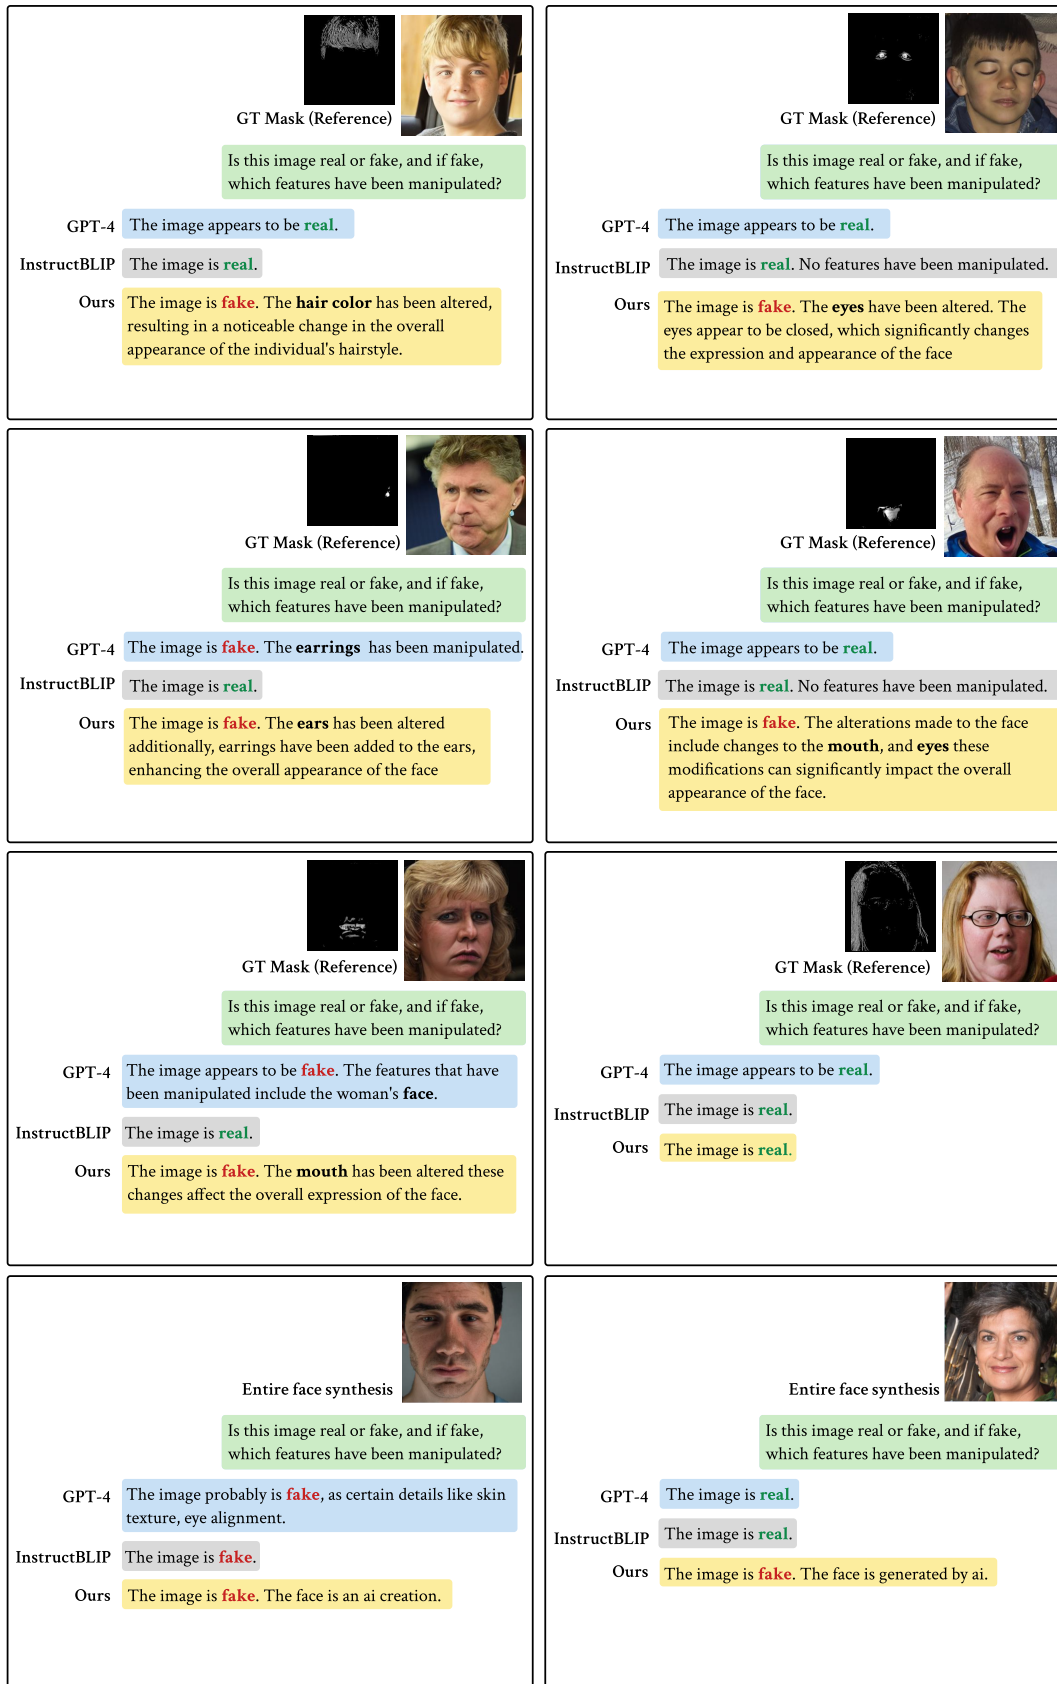 GT Mask (Reference)
Is this image real or fake, and if fake,
which features have been manipulated?
GPT-4
The image appears to be real.
InstructBLIP
The image is real.
Ours
The image is fake. The hair color has been altered,
resulting in a noticeable change in the overall
appearance of the individual's hairstyle.
GT Mask (Reference)
Is this image real or fake, and if fake,
which features have been manipulated?
GPT-4
The image appears to be real.
InstructBLIP
The image is real. No features have been manipulated.
Ours
The image is fake. The eyes have been altered. The
eyes appear to be closed, which significantly changes
the expression and appearance of the face
GT Mask (Reference)
Is this image real or fake, and if fake,
which features have been manipulated?
GPT-4
The image is fake. The earrings has been manipulated.
InstructBLIP
The image is real.
Ours
The image is fake. The ears has been altered
additionally, earrings have been added to the ears,
enhancing the overall appearance of the face
GT Mask (Reference)
Is this image real or fake, and if fake,
which features have been manipulated?
GPT-4
The image appears to be real.
InstructBLIP
The image is real. No features have been manipulated.
Ours
The image is fake. The alterations made to the face
include changes to the mouth, and eyes these
modifications can significantly impact the overall
appearance of the face.
GT Mask (Reference)
Is this image real or fake, and if fake,
which features have been manipulated?
GPT-4
The image appears to be fake. The features that have
been manipulated include the woman's face.
InstructBLIP
The image is real.
Ours
The image is fake. The mouth has been altered these
changes affect the overall expression of the face.
GT Mask (Reference)
Is this image real or fake, and if fake,
which features have been manipulated?
GPT-4
The image appears to be real.
InstructBLIP
The image is real.
Ours
The image is real.
Entire face synthesis
Is this image real or fake, and if fake,
which features have been manipulated?
GPT-4
The image probably is fake, as certain details like skin
texture, eye alignment.
InstructBLIP
The image is fake.
Ours
The image is fake. The face is an ai creation.
Entire face synthesis
Is this image real or fake, and if fake,
which features have been manipulated?
GPT-4
The image is real.
InstructBLIP
The image is real.
Ours
The image is fake. The face is generated by ai.